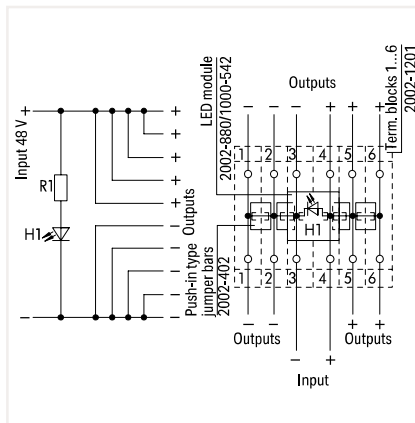 Input 48 V
+
−
R1
H1
+
+
+
+
+
Outputs
−
−
−
−
−
Push-in type
jumper bars
2002-402
LED module
2002-880/1000-542
Term. blocks 1...6
2002-1201
Outputs
− − − − + + +
1 2 3 4 5 6
H1
1 2 3 4 5 6
− − + +
Outputs Outputs
− +
Input